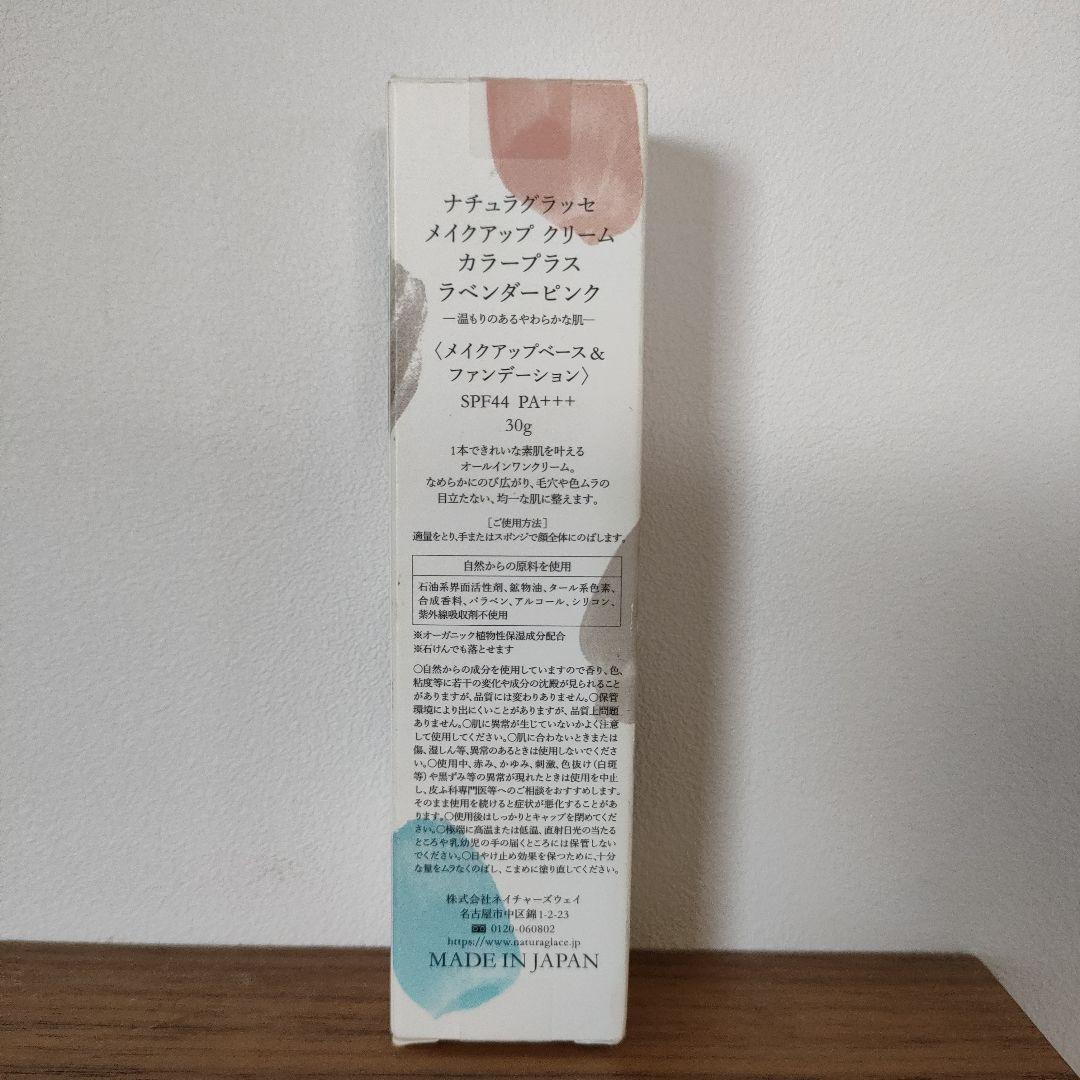 ナチュラグラッセ
メイクアップ クリーム
カラープラス
ラベンダーピンク
—温もりのあるやわらかな肌—
〈メイクアップベース＆
ファンデーション〉
SPF44 PA+++
30g
1本できれいな素肌を叶える
オールインワンクリーム。
なめらかにのび広がり、毛穴や色ムラの
目立たない、均一な肌に整えます。
［ご使用方法］
適量をとり、手またはスポンジで顔全体にのばします。
自然からの原料を使用
石油系界面活性剤、鉱物油、タール系色素、
合成香料、パラベン、アルコール、シリコン、
紫外線吸収剤不使用
※オーガニック植物性保湿成分配合
※石けんでも落とせます
○自然からの成分を使用していますので香り、色、
粘度等に若干の変化や成分の沈殿が見られること
がありますが、品質には変わりありません。○保管
環境により出にくいことがありますが、品質上問題
ありません。○肌に異常が生じていないかよく注意
して使用してください。○肌に合わないときまたは
傷、湿しん等、異常のあるときは使用しないでくださ
い。○使用中、赤み、かゆみ、刺激、色抜け（白斑
等）や黒ずみ等の異常が現れたときは使用を中止
し、皮ふ科専門医等へのご相談をおすすめします。
そのまま使用を続けると症状が悪化することがあ
ります。○使用後はしっかりとキャップを閉めてくだ
さい。○極端に高温または低温、直射日光の当たる
ところや乳幼児の手の届くところには保管しない
でください。○日やけ止め効果を保つために、十分
な量をムラなくのばし、こまめに塗り直してください。
株式会社ネイチャーズウェイ
名古屋市中区錦1-2-23
0120-060802
https://www.naturaglace.jp
MADE IN JAPAN